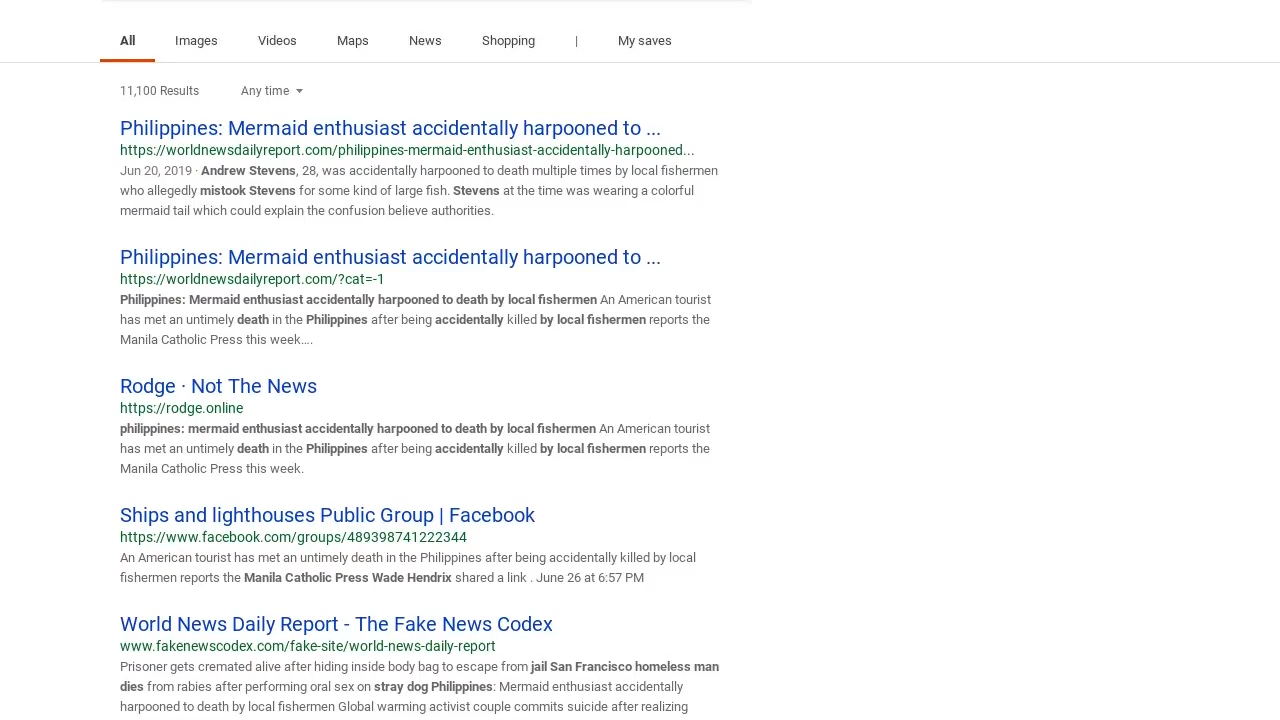 All Images Videos Maps News Shopping | My saves
11,100 Results Any time
Philippines: Mermaid enthusiast accidentally harpooned to ...
https://worldnewsdailyreport.com/philippines-mermaid-enthusiast-accidentally-harpooned...
Jun 20, 2019 · Andrew Stevens, 28, was accidentally harpooned to death multiple times by local fishermen
who allegedly mistook Stevens for some kind of large fish. Stevens at the time was wearing a colorful
mermaid tail which could explain the confusion believe authorities.
Philippines: Mermaid enthusiast accidentally harpooned to ...
https://worldnewsdailyreport.com/?cat=-1
Philippines: Mermaid enthusiast accidentally harpooned to death by local fishermen An American tourist
has met an untimely death in the Philippines after being accidentally killed by local fishermen reports the
Manila Catholic Press this week....
Rodge · Not The News
https://rodge.online
philippines: mermaid enthusiast accidentally harpooned to death by local fishermen An American tourist
has met an untimely death in the Philippines after being accidentally killed by local fishermen reports the
Manila Catholic Press this week.
Ships and lighthouses Public Group | Facebook
https://www.facebook.com/groups/489398741222344
An American tourist has met an untimely death in the Philippines after being accidentally killed by local
fishermen reports the Manila Catholic Press Wade Hendrix shared a link . June 26 at 6:57 PM
World News Daily Report - The Fake News Codex
www.fakenewscodex.com/fake-site/world-news-daily-report
Prisoner gets cremated alive after hiding inside body bag to escape from jail San Francisco homeless man
dies from rabies after performing oral sex on stray dog Philippines: Mermaid enthusiast accidentally
harpooned to death by local fishermen Global warming activist couple commits suicide after realizing